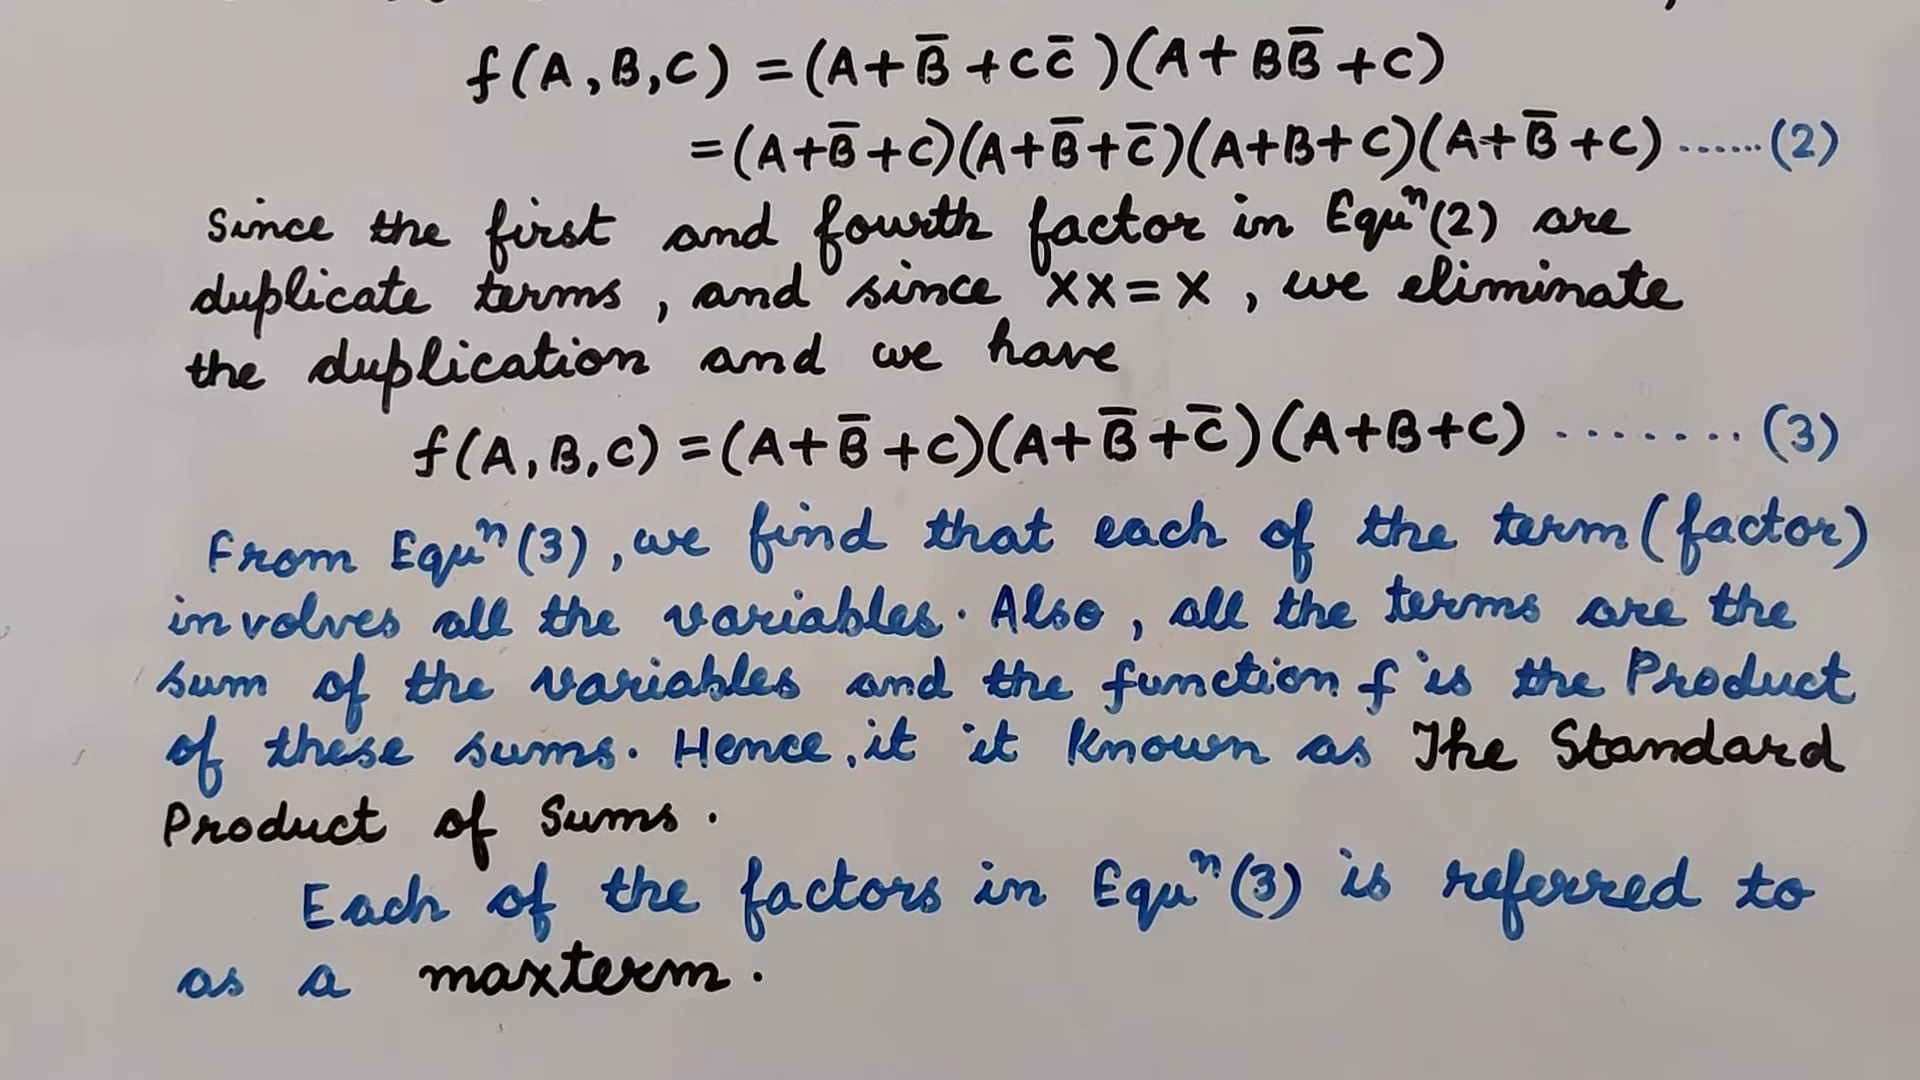 f(A,B,C) = (A+B̅+CC̅)(A+BB̅+C)
=(A+B̅+C)(A+B̅+C̅)(A+B+C)(A+B̅+C) ......(2)
Since the first and fourth factor in Equⁿ(2) are
duplicate terms, and since XX=X, we eliminate
the duplication and we have
f(A,B,C) = (A+B̅+C)(A+B̅+C̅)(A+B+C) ........(3)
From Equⁿ(3), we find that each of the term (factor)
involves all the variables. Also, all the terms are the
sum of the variables and the function f is the Product
of these sums. Hence, it it known as The Standard
Product of Sums.
Each of the factors in Equⁿ(3) is referred to
as a maxterm.